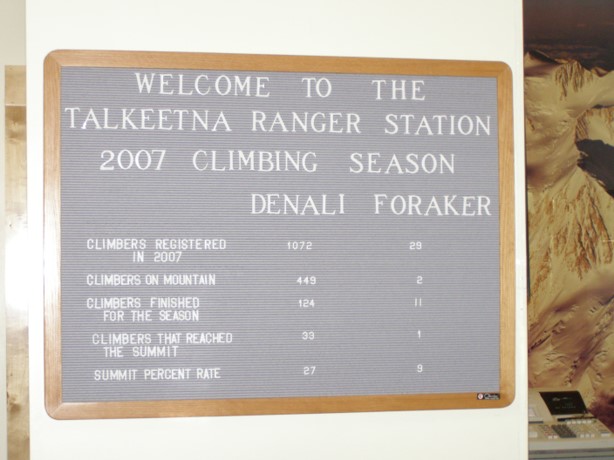 WELCOME TO THE
TALKEETNA RANGER STATION
2007 CLIMBING SEASON
DENALI FORAKER
CLIMBERS REGISTERED 1072 29
IN 2007
CLIMBERS ON MOUNTAIN 449 2
CLIMBERS FINISHED 124 11
FOR THE SEASON
CLIMBERS THAT REACHED 33 1
THE SUMMIT
SUMMIT PERCENT RATE 27 9